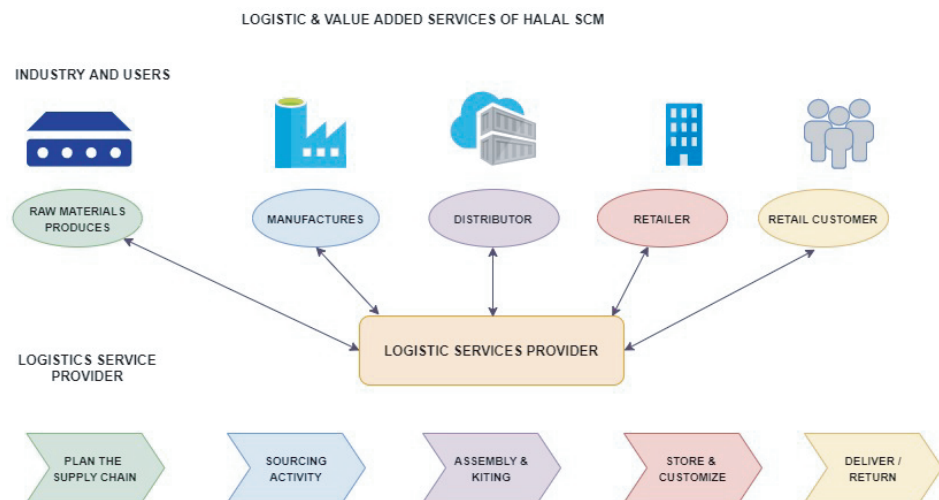 LOGISTIC & VALUE ADDED SERVICES OF HALAL SCM
INDUSTRY AND USERS
RAW MATERIALS
PRODUCES
MANUFACTURES
DISTRIBUTOR
RETAILER
RETAIL CUSTOMER
LOGISTIC SERVICES PROVIDER
LOGISTICS SERVICE
PROVIDER
PLAN THE
SUPPLY CHAIN
SOURCING
ACTIVITY
ASSEMBLY &
KITING
STORE &
CUSTOMIZE
DELIVER /
RETURN